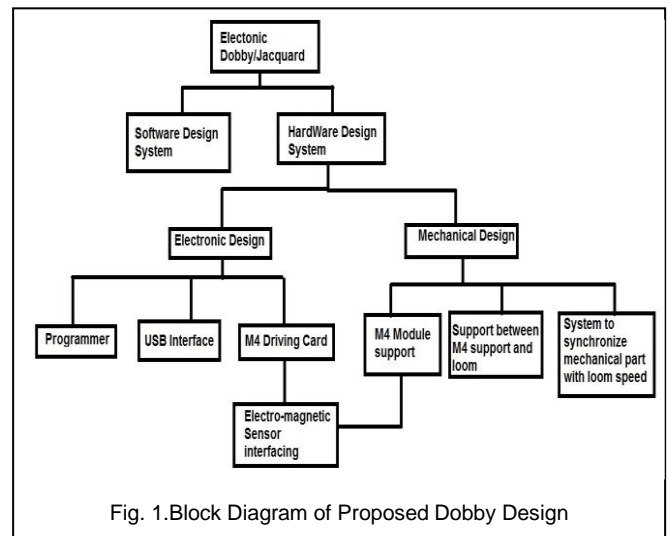 Electonic
Dobby/Jacquard
Software Design
System
HardWare Design
System
Electronic Design
Mechanical Design
Programmer
USB Interface
M4 Driving Card
M4 Module
support
Support between
M4 support and
loom
System to
synchronize
mechanical part
with loom speed
Electro-magnetic
Sensor
interfacing
Fig. 1.Block Diagram of Proposed Dobby Design